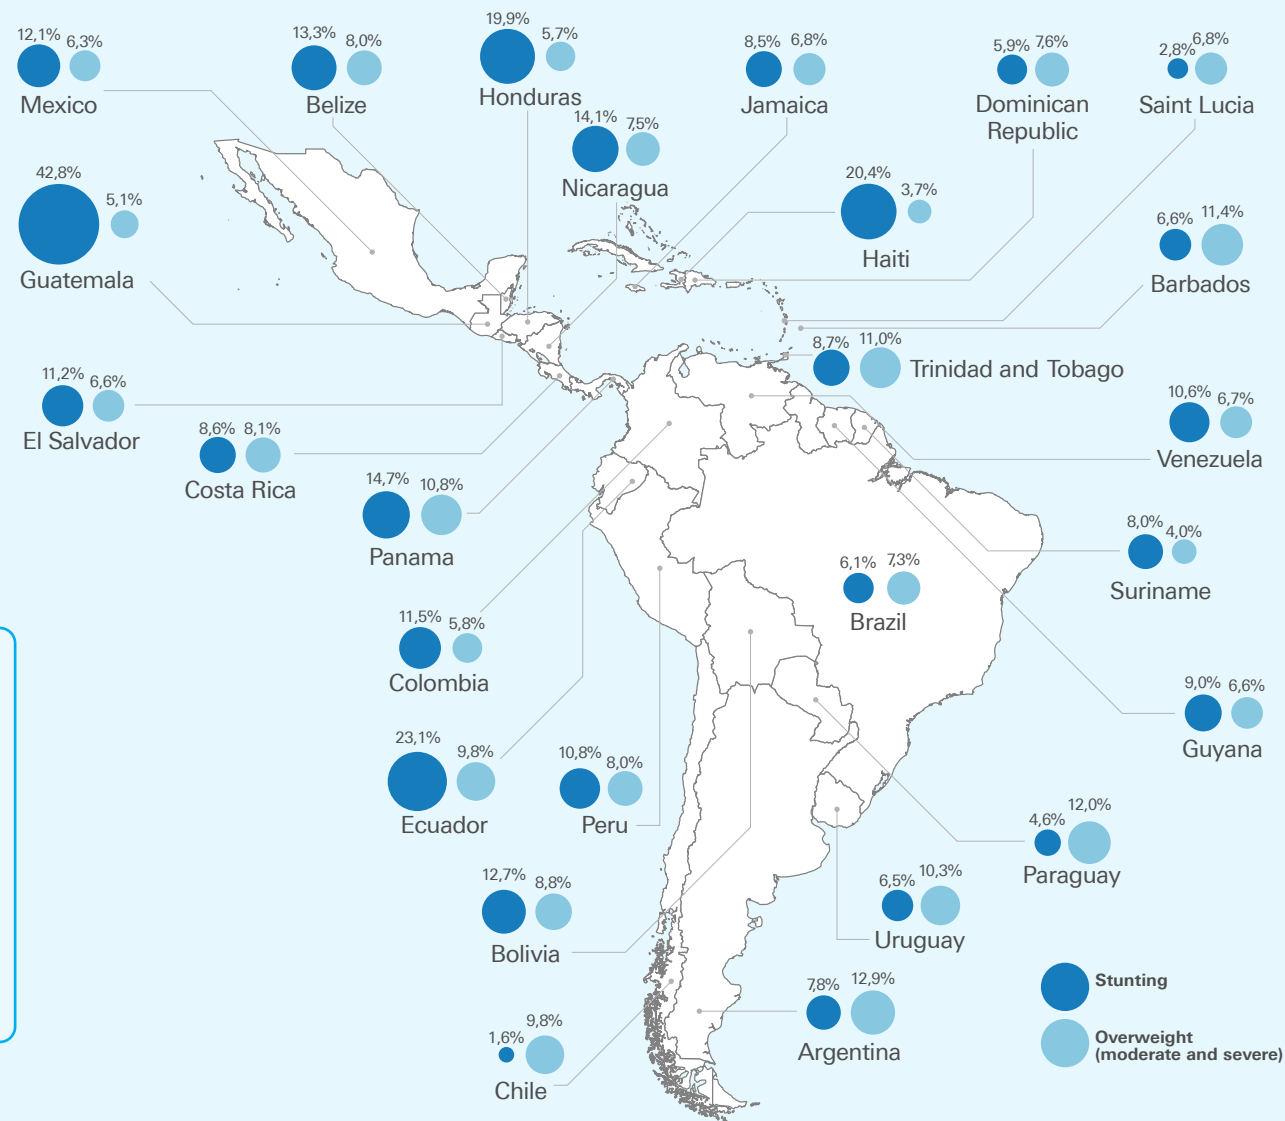 12,1% 6,3%
Mexico
13,3% 8,0%
Belize
19,9% 5,7%
Honduras
14,1% 7,5%
Nicaragua
8,5% 6,8%
Jamaica
5,9% 7,6%
Dominican
Republic
2,8% 6,8%
Saint Lucia
42,8% 5,1%
Guatemala
20,4% 3,7%
Haiti
6,6% 11,4%
Barbados
8,7% 11,0%
Trinidad and Tobago
11,2% 6,6%
El Salvador
8,6% 8,1%
Costa Rica
10,6% 6,7%
Venezuela
14,7% 10,8%
Panama
8,0% 4,0%
Suriname
6,1% 7,3%
Brazil
11,5% 5,8%
Colombia
9,0% 6,6%
Guyana
23,1% 9,8%
Ecuador
10,8% 8,0%
Peru
4,6% 12,0%
Paraguay
12,7% 8,8%
Bolivia
6,5% 10,3%
Uruguay
7,8% 12,9%
Argentina
1,6% 9,8%
Chile
Stunting
Overweight
(moderate and severe)